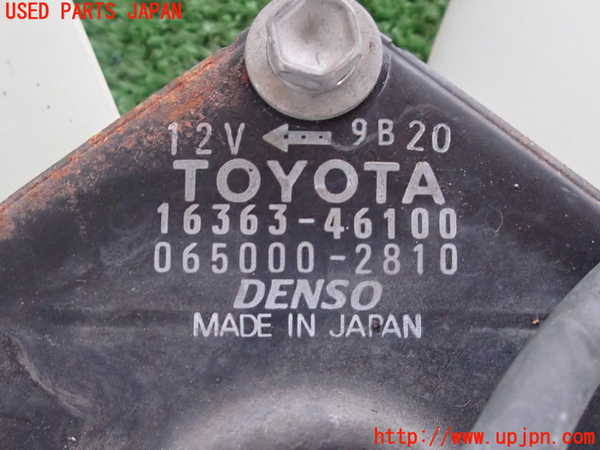 USED PARTS JAPAN
12V ← 9B20
TOYOTA
16363-46100
065000-2810
DENSO
MADE IN JAPAN
http://www.upjpn.com/